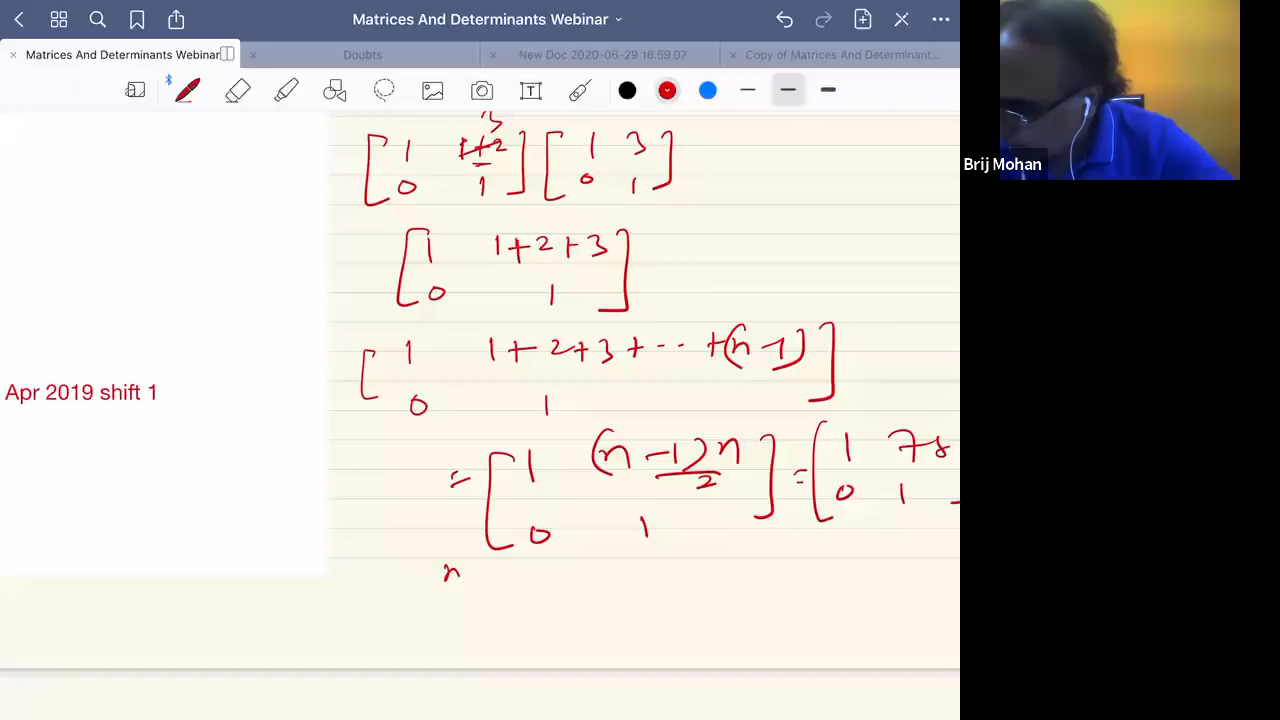 Matrices And Determinants Webinar
Matrices And Determinants Webinar
Doubts
New Doc 2020-06-29 16.59.07
Copy of Matrices And Determinant...
T
Brij Mohan
3
[ 1 1+2 ] [ 1 3 ]
0 1 0 1
[ 1 1+2+3 ]
0 1
[ 1 1+2+3+ ... +(n-1) ]
0 1
Apr 2019 shift 1
= [ 1 (n-1)n/2 ] = [ 1 78
0 1 0 1
n